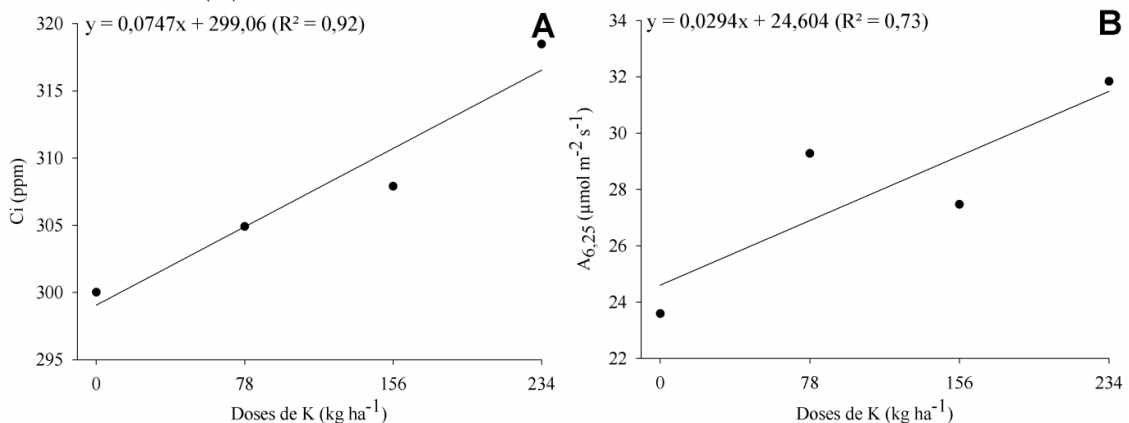 y = 0,0747x + 299,06 (R² = 0,92)
A
320
315
310
305
300
295
Ci (ppm)
0 78 156 234
Doses de K (kg ha⁻¹)
y = 0,0294x + 24,604 (R² = 0,73)
B
34
32
30
28
26
24
22
A6,25 (µmol m⁻² s⁻¹)
0 78 156 234
Doses de K (kg ha⁻¹)